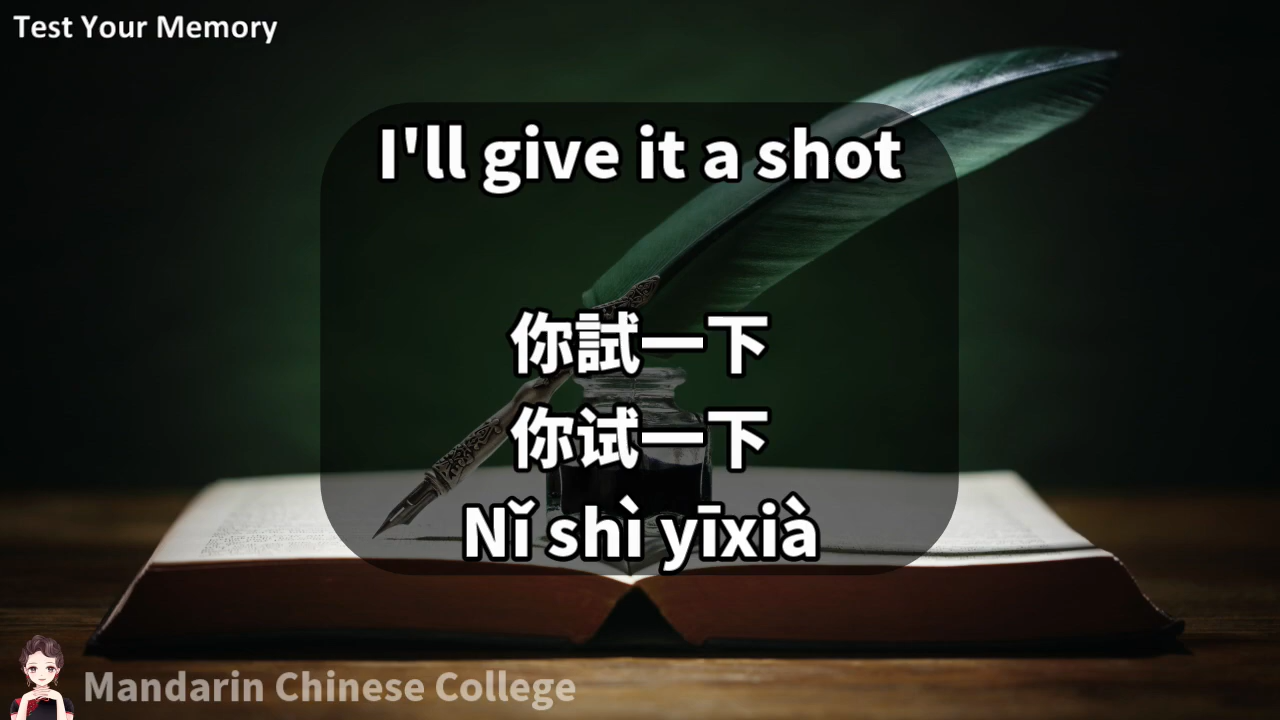 Test Your Memory
I'll give it a shot
你試一下
你试一下
Nǐ shì yīxià
Mandarin Chinese College